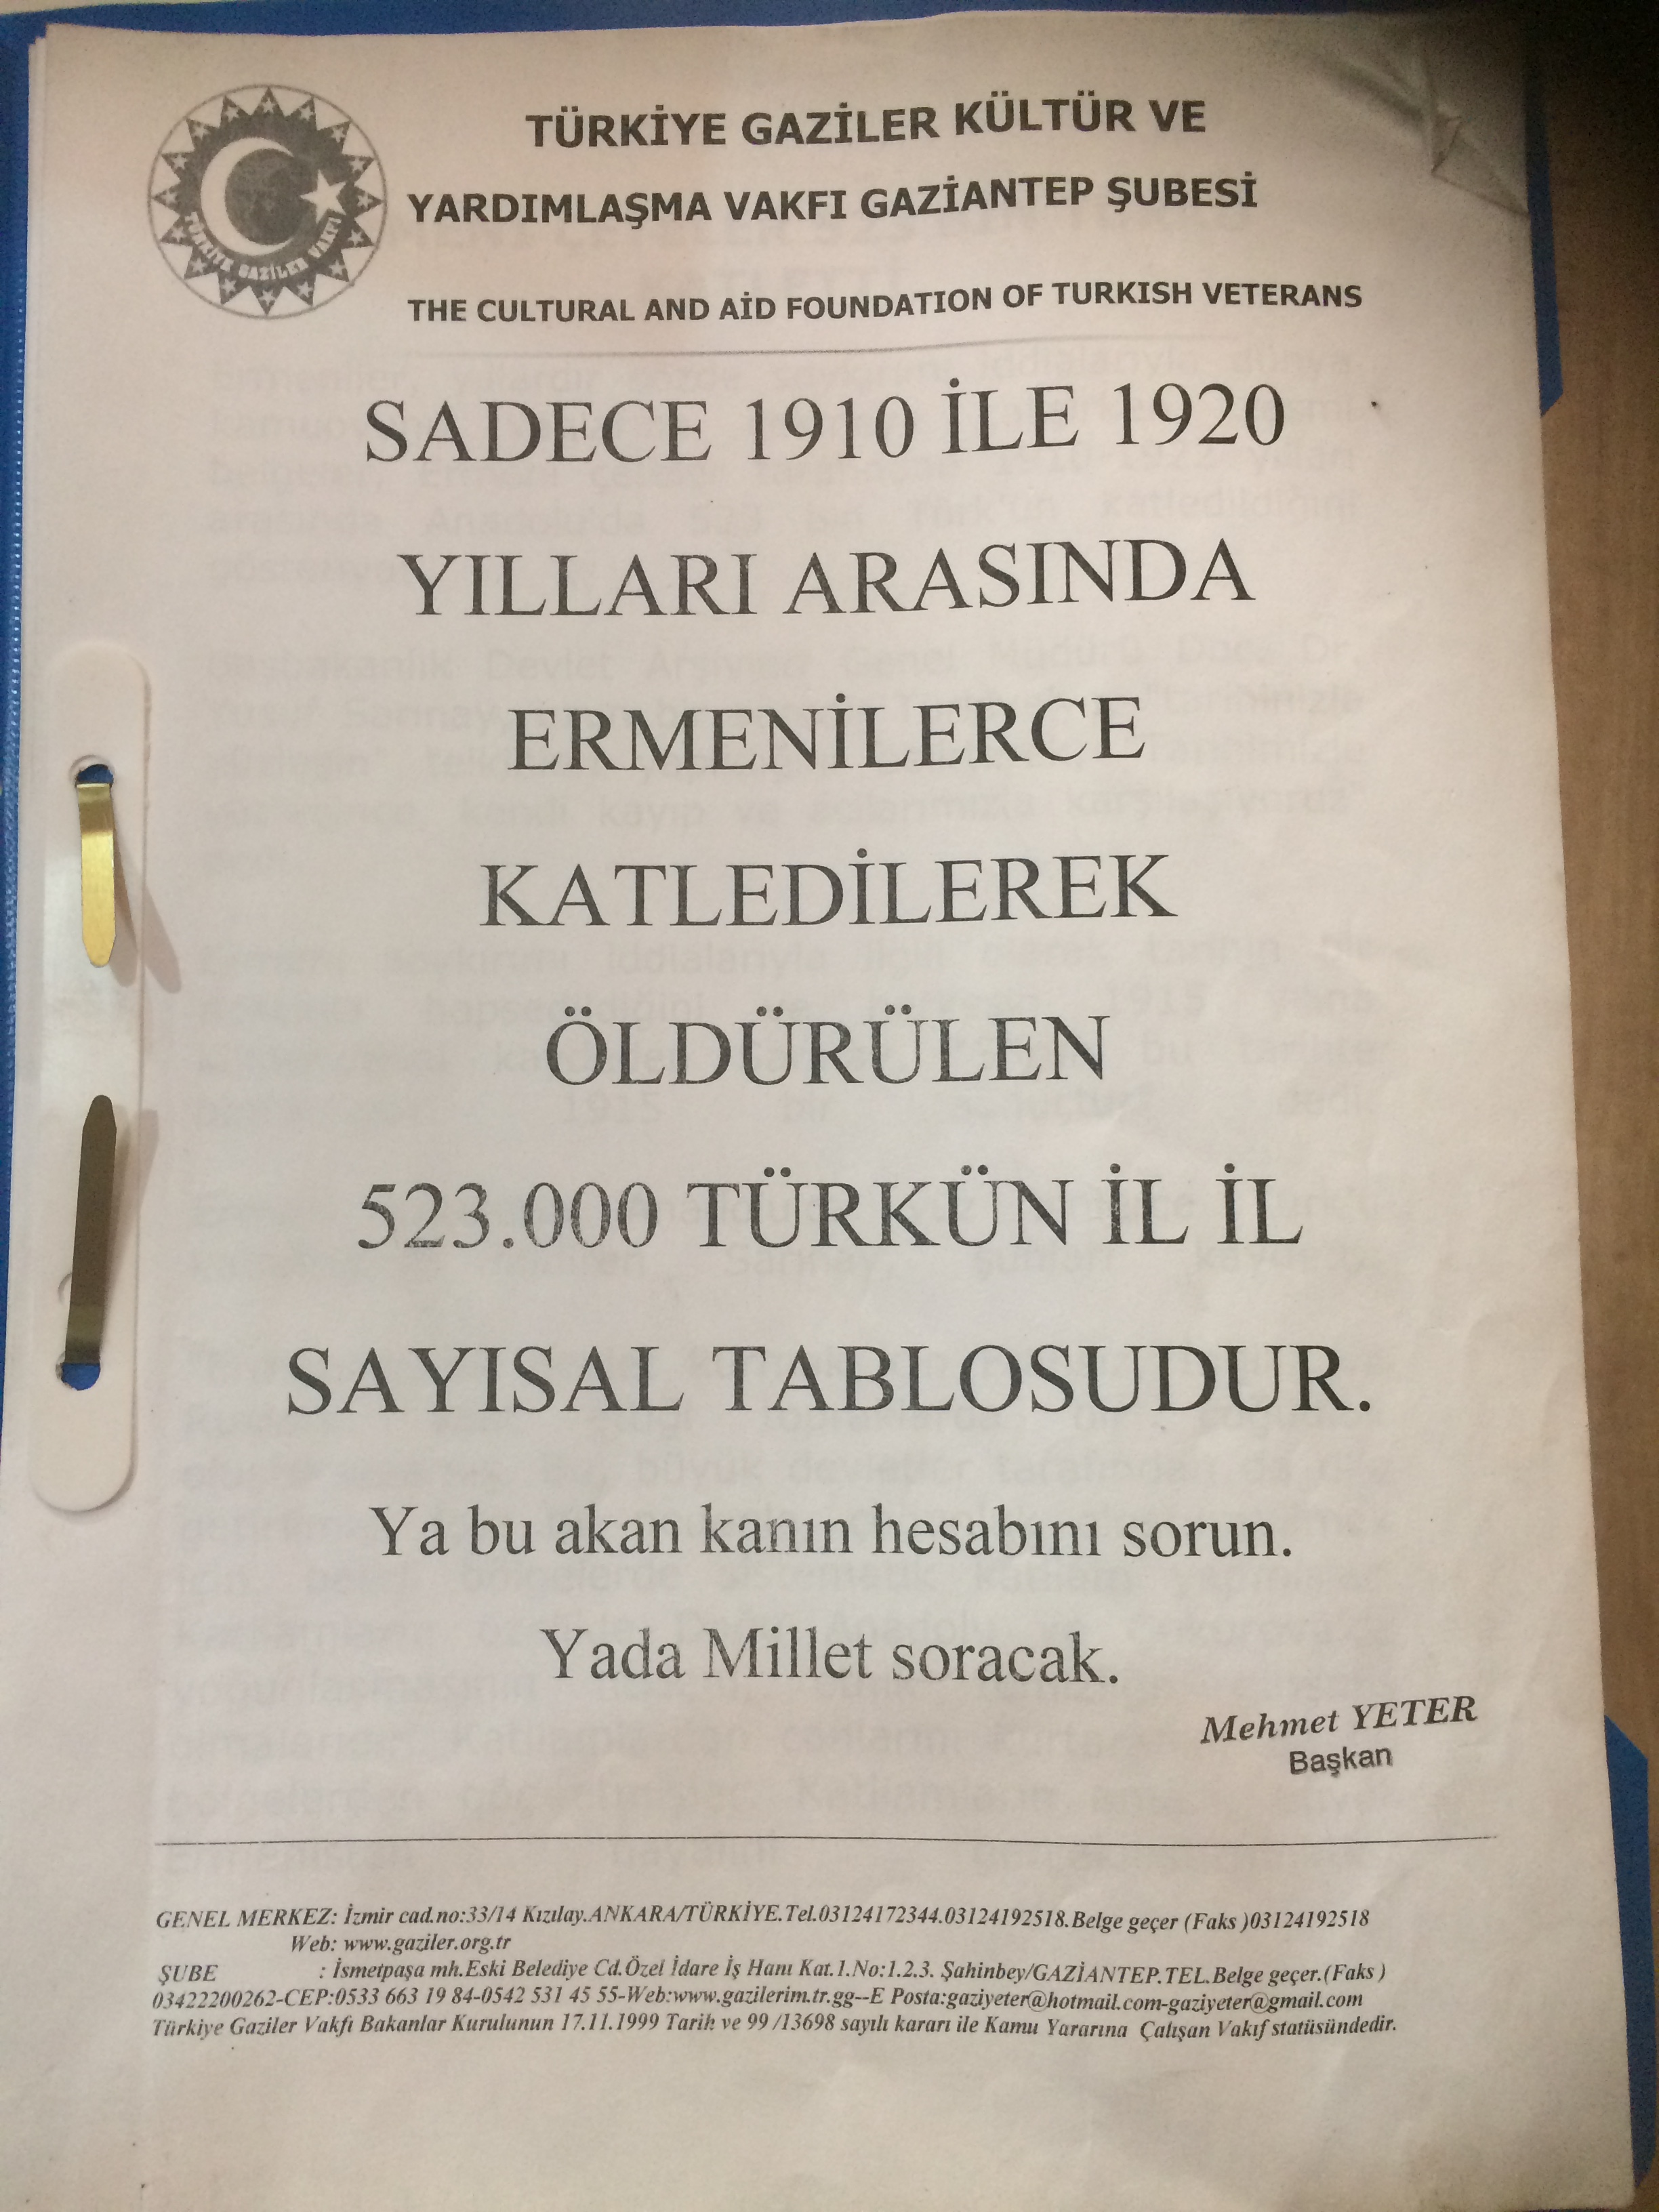 TÜRKİYE GAZİLER KÜLTÜR VE
YARDIMLAŞMA VAKFI GAZİANTEP ŞUBESİ
THE CULTURAL AND AİD FOUNDATION OF TURKISH VETERANS
TÜRKİYE GAZİLER VAKFI
SADECE 1910 İLE 1920
YILLARI ARASINDA
ERMENİLERCE
KATLEDİLEREK
ÖLDÜRÜLEN
523.000 TÜRKÜN İL İL
SAYISAL TABLOSUDUR.
Ya bu akan kanın hesabını sorun.
Yada Millet soracak.
Mehmet YETER
Başkan
GENEL MERKEZ: İzmir cad.no:33/14 Kızılay.ANKARA/TÜRKİYE.Tel.03124172344.03124192518.Belge geçer (Faks )03124192518
Web: www.gaziler.org.tr
ŞUBE : İsmetpaşa mh.Eski Belediye Cd.Özel İdare İş Hanı Kat.1.No:1.2.3. Şahinbey/GAZİANTEP.TEL.Belge geçer.(Faks )
03422200262-CEP:0533 663 19 84-0542 531 45 55-Web:www.gazilerim.tr.gg--E Posta:gaziyeter@hotmail.com-gaziyeter@gmail.com
Türkiye Gaziler Vakfı Bakanlar Kurulunun 17.11.1999 Tarih ve 99 /13698 sayılı kararı ile Kamu Yararına Çalışan Vakıf statüsündedir.